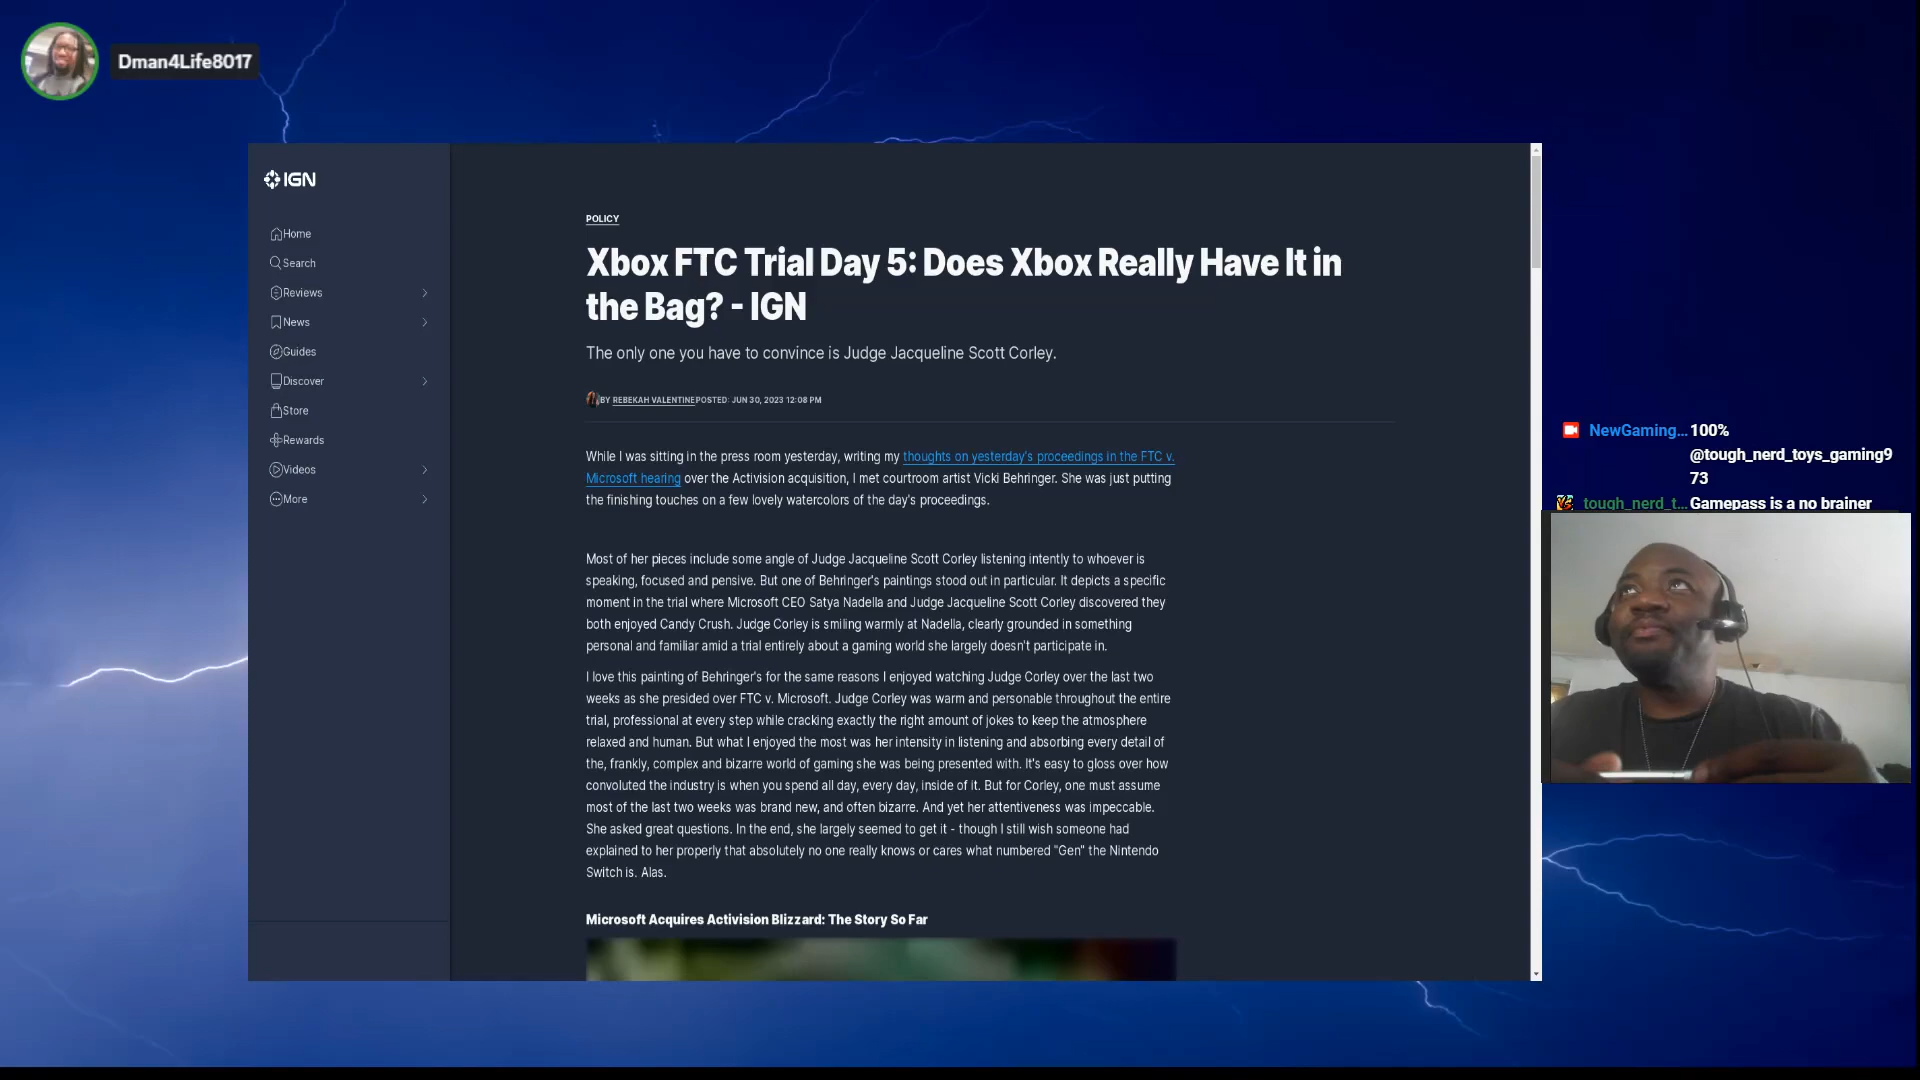 Dman4Life8017
IGN
Home
Search
Reviews
News
Guides
Discover
Store
Rewards
Videos
More
POLICY
Xbox FTC Trial Day 5: Does Xbox Really Have It in
the Bag? - IGN
The only one you have to convince is Judge Jacqueline Scott Corley.
BY REBEKAH VALENTINE POSTED: JUN 30, 2023 12:08 PM
While I was sitting in the press room yesterday, writing my thoughts on yesterday's proceedings in the FTC v.
Microsoft hearing over the Activision acquisition, I met courtroom artist Vicki Behringer. She was just putting
the finishing touches on a few lovely watercolors of the day's proceedings.
Most of her pieces include some angle of Judge Jacqueline Scott Corley listening intently to whoever is
speaking, focused and pensive. But one of Behringer's paintings stood out in particular. It depicts a specific
moment in the trial where Microsoft CEO Satya Nadella and Judge Jacqueline Scott Corley discovered they
both enjoyed Candy Crush. Judge Corley is smiling warmly at Nadella, clearly grounded in something
personal and familiar amid a trial entirely about a gaming world she largely doesn't participate in.
I love this painting of Behringer's for the same reasons I enjoyed watching Judge Corley over the last two
weeks as she presided over FTC v. Microsoft. Judge Corley was warm and personable throughout the entire
trial, professional at every step while cracking exactly the right amount of jokes to keep the atmosphere
relaxed and human. But what I enjoyed the most was her intensity in listening and absorbing every detail of
the, frankly, complex and bizarre world of gaming she was being presented with. It's easy to gloss over how
convoluted the industry is when you spend all day, every day, inside of it. But for Corley, one must assume
most of the last two weeks was brand new, and often bizarre. And yet her attentiveness was impeccable.
She asked great questions. In the end, she largely seemed to get it - though I still wish someone had
explained to her properly that absolutely no one really knows or cares what numbered "Gen" the Nintendo
Switch is. Alas.
Microsoft Acquires Activision Blizzard: The Story So Far
NewGaming... 100%
@tough_nerd_toys_gaming9
73
tough_nerd_t... Gamepass is a no brainer